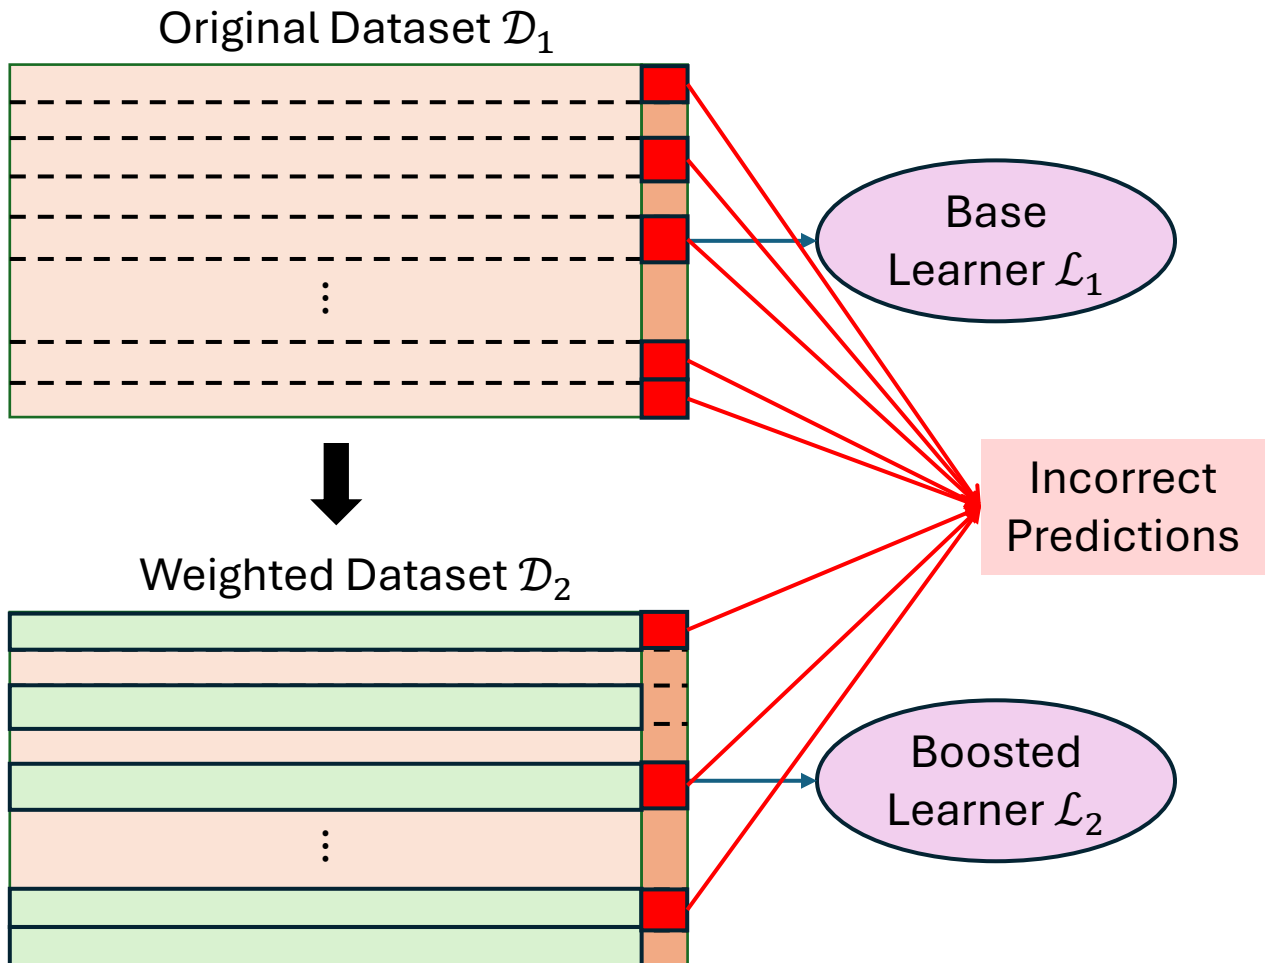 Original Dataset 𝒟₁
Base
Learner ℒ₁
⋮
Incorrect
Predictions
Weighted Dataset 𝒟₂
Boosted
Learner ℒ₂
⋮